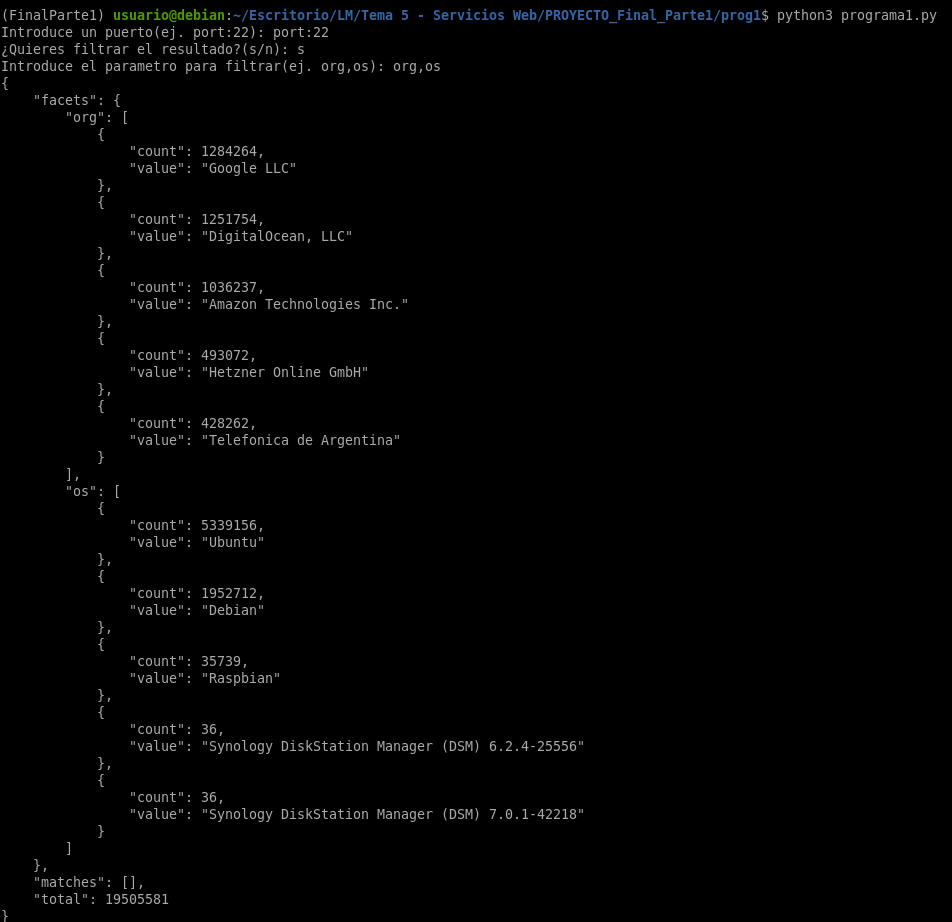 (FinalParte1) usuario@debian:~/Escritorio/LM/Tema 5 - Servicios Web/PROYECTO_Final_Parte1/prog1$ python3 programa1.py
Introduce un puerto(ej. port:22): port:22
¿Quieres filtrar el resultado?(s/n): s
Introduce el parametro para filtrar(ej. org,os): org,os
{
    "facets": {
        "org": [
            {
                "count": 1284264,
                "value": "Google LLC"
            },
            {
                "count": 1251754,
                "value": "DigitalOcean, LLC"
            },
            {
                "count": 1036237,
                "value": "Amazon Technologies Inc."
            },
            {
                "count": 493072,
                "value": "Hetzner Online GmbH"
            },
            {
                "count": 428262,
                "value": "Telefonica de Argentina"
            }
        ],
        "os": [
            {
                "count": 5339156,
                "value": "Ubuntu"
            },
            {
                "count": 1952712,
                "value": "Debian"
            },
            {
                "count": 35739,
                "value": "Raspbian"
            },
            {
                "count": 36,
                "value": "Synology DiskStation Manager (DSM) 6.2.4-25556"
            },
            {
                "count": 36,
                "value": "Synology DiskStation Manager (DSM) 7.0.1-42218"
            }
        ]
    },
    "matches": [],
    "total": 19505581
}